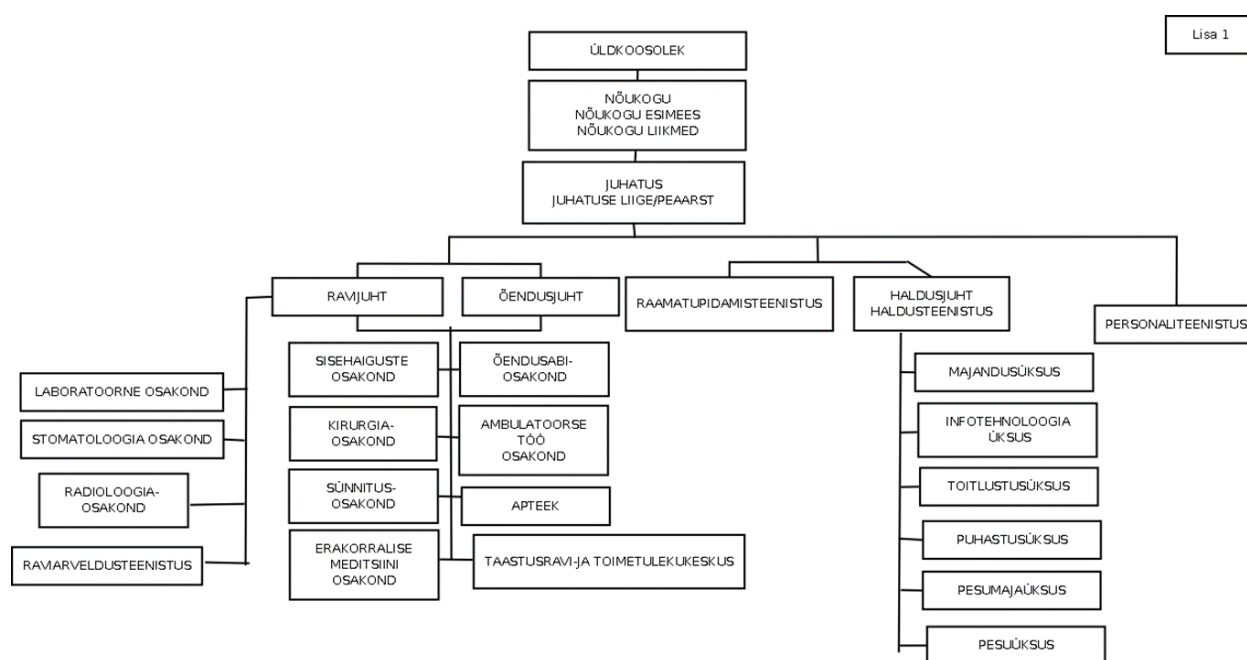 Lisa 1
ÜLDKOOSOLEK
NÕUKOGU
NÕUKOGU ESIMEES
NÕUKOGU LIIKMED
JUHATUS
JUHATUSE LIIGE/PEAARST
RAVIJUHT
ÕENDUSJUHT
RAAMATUPIDAMISTEENISTUS
HALDUSJUHT
HALDUSTEENISTUS
PERSONALITEENISTUS
LABORATOORNE OSAKOND
STOMATOLOOGIA OSAKOND
RADIOLOOGIA-
OSAKOND
RAVIARVELDUSTEENISTUS
SISEHAIGUSTE
OSAKOND
KIRURGIA-
OSAKOND
SÜNNITUS-
OSAKOND
ERAKORRALISE
MEDITSIINI
OSAKOND
ÕENDUSABI-
OSAKOND
AMBULATOORSE
TÖÖ
OSAKOND
APTEEK
TAASTUSRAVI-JA TOIMETULEKUKESKUS
MAJANDUSÜKSUS
INFOTEHNOLOOGIA
ÜKSUS
TOITLUSTUSÜKSUS
PUHASTUSÜKSUS
PESUMAJAÜKSUS
PESUÜKSUS